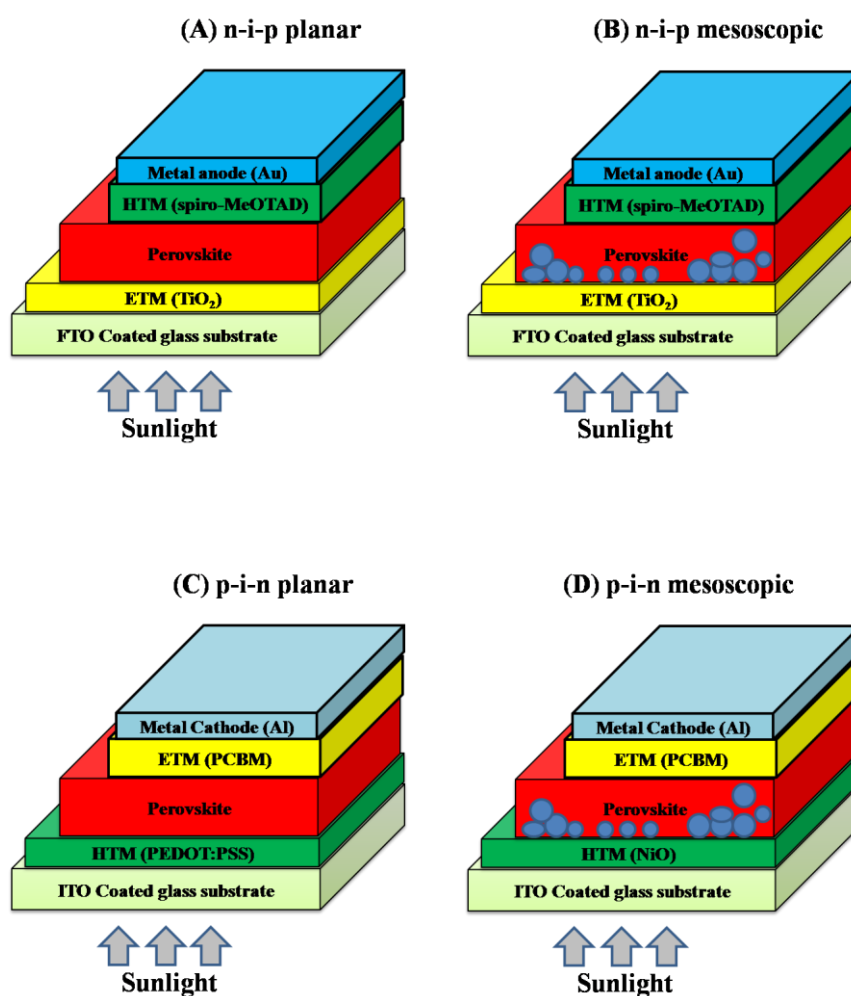 (A) n-i-p planar
Metal anode (Au)
HTM (spiro-MeOTAD)
Perovskite
ETM (TiO₂)
FTO Coated glass substrate
Sunlight
(B) n-i-p mesoscopic
Metal anode (Au)
HTM (spiro-MeOTAD)
Perovskite
ETM (TiO₂)
FTO Coated glass substrate
Sunlight
(C) p-i-n planar
Metal Cathode (Al)
ETM (PCBM)
Perovskite
HTM (PEDOT:PSS)
ITO Coated glass substrate
Sunlight
(D) p-i-n mesoscopic
Metal Cathode (Al)
ETM (PCBM)
Perovskite
HTM (NiO)
ITO Coated glass substrate
Sunlight